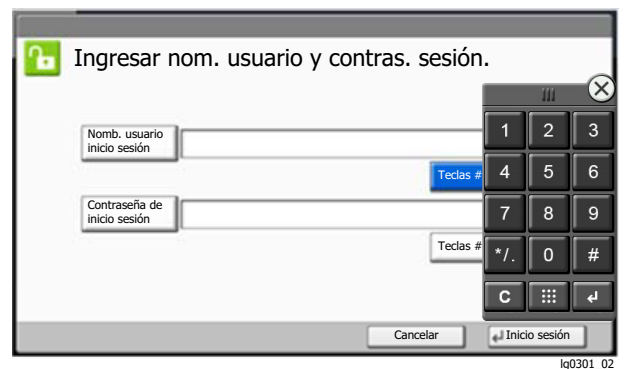 Ingresar nom. usuario y contras. sesión.
Nomb. usuario
inicio sesión
Teclas #
Contraseña de
inicio sesión
Teclas #
1 2 3
4 5 6
7 8 9
*/. 0 #
C
Cancelar
Inicio sesión
lg0301_02